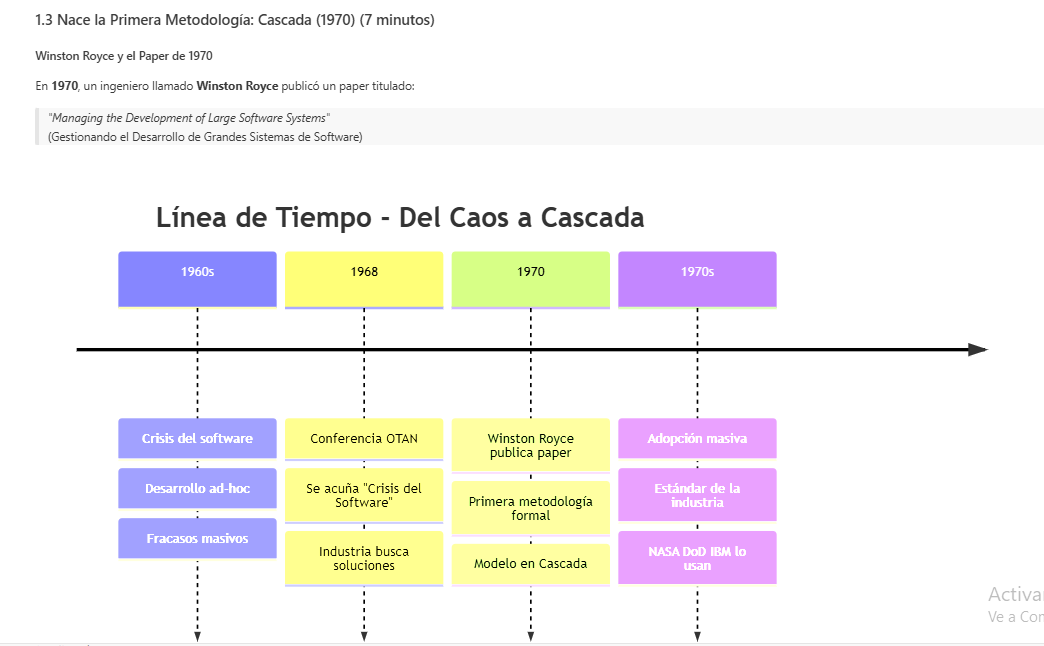 1.3 Nace la Primera Metodología: Cascada (1970) (7 minutos)
Winston Royce y el Paper de 1970
En 1970, un ingeniero llamado Winston Royce publicó un paper titulado:
"Managing the Development of Large Software Systems"
(Gestionando el Desarrollo de Grandes Sistemas de Software)
Línea de Tiempo - Del Caos a Cascada
1960s
1968
1970
1970s
Crisis del software
Desarrollo ad-hoc
Fracasos masivos
Conferencia OTAN
Se acuña "Crisis del
Software"
Industria busca
soluciones
Winston Royce
publica paper
Primera metodología
formal
Modelo en Cascada
Adopción masiva
Estándar de la
industria
NASA DoD IBM lo
usan
Activa
Ve a Con